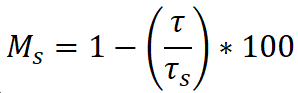 M_s = 1 − (τ/τ_s) * 100